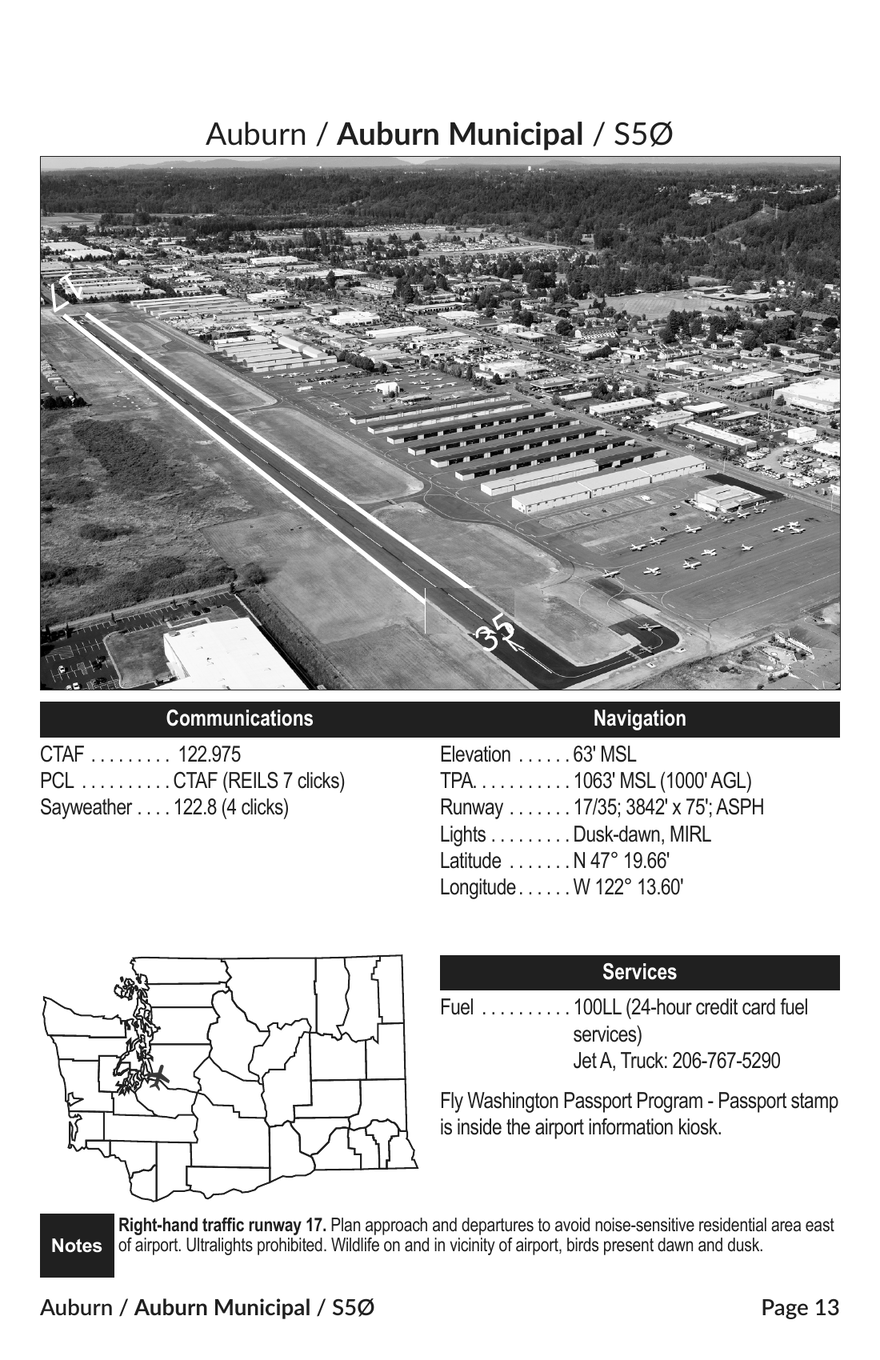 Auburn / Auburn Municipal / S5Ø
17
35
Communications
CTAF . . . . . . . . . 122.975
PCL . . . . . . . . . . CTAF (REILS 7 clicks)
Sayweather . . . . 122.8 (4 clicks)
Navigation
Elevation . . . . . . 63' MSL
TPA. . . . . . . . . . . 1063' MSL (1000' AGL)
Runway . . . . . . . 17/35; 3842' x 75'; ASPH
Lights . . . . . . . . . Dusk-dawn, MIRL
Latitude . . . . . . . N 47° 19.66'
Longitude . . . . . . W 122° 13.60'
Services
Fuel . . . . . . . . . . 100LL (24-hour credit card fuel
services)
Jet A, Truck: 206-767-5290
Fly Washington Passport Program - Passport stamp
is inside the airport information kiosk.
Notes
Right-hand traffic runway 17. Plan approach and departures to avoid noise-sensitive residential area east
of airport. Ultralights prohibited. Wildlife on and in vicinity of airport, birds present dawn and dusk.
Auburn / Auburn Municipal / S5Ø
Page 13